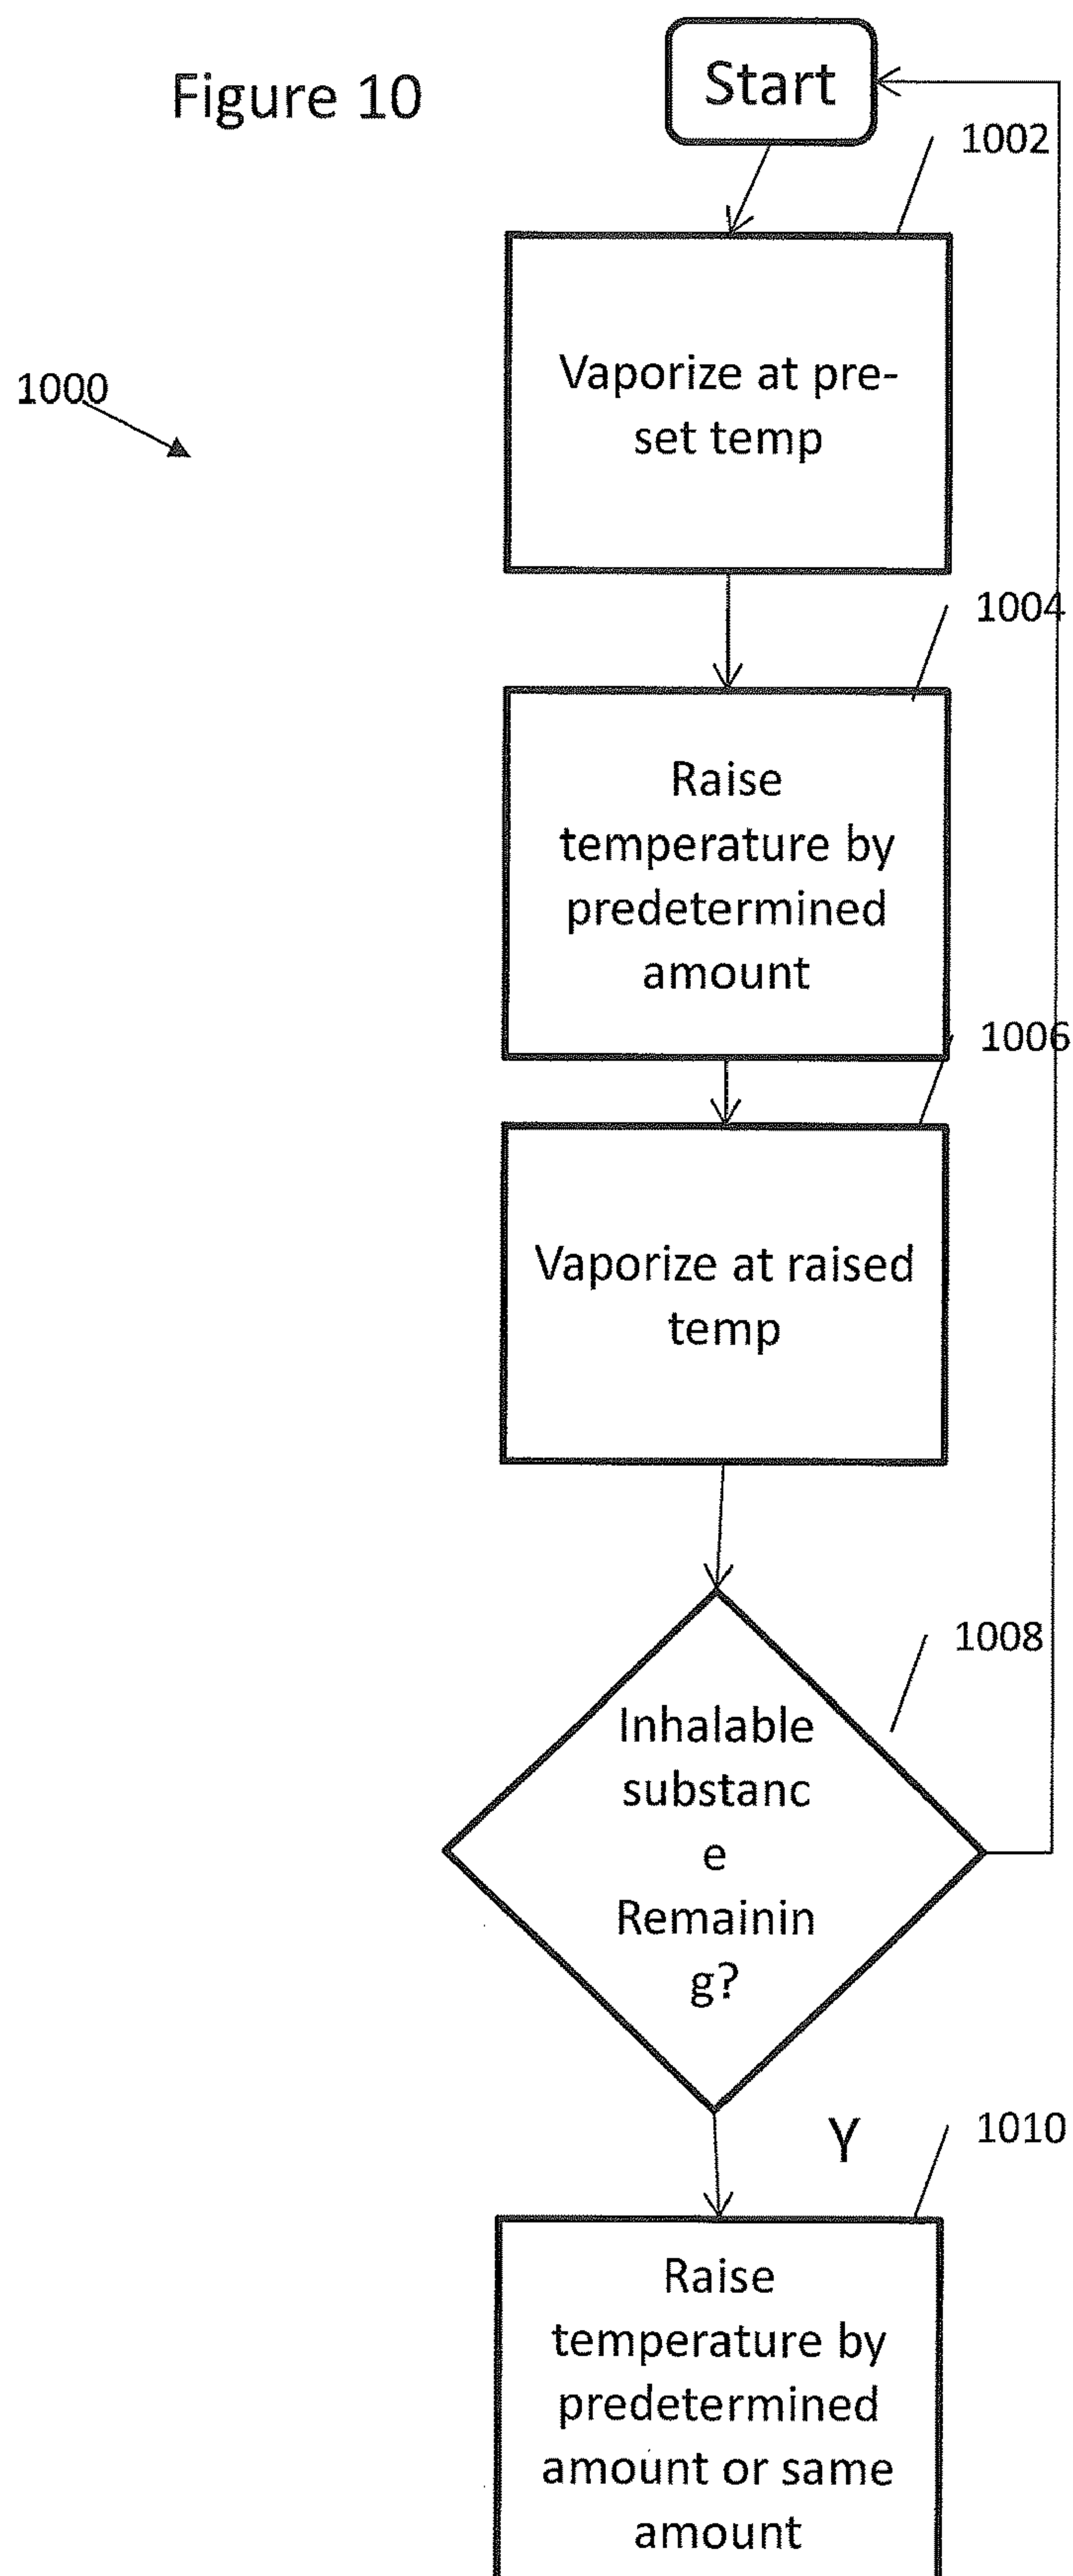 Figure 10
Start
1002
1000
Vaporize at pre-
set temp
1004
Raise
temperature by
predetermined
amount
1006
Vaporize at raised
temp
1008
Inhalable
substanc
e
Remainin
g?
Y
1010
Raise
temperature by
predetermined
amount or same
amount